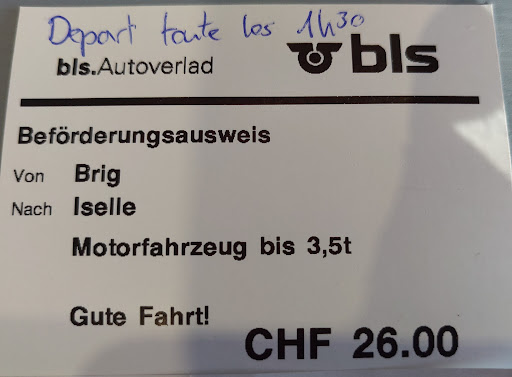 Depart toute les 1h30
bls.Autoverlad
bls
Beförderungsausweis
Von Brig
Nach Iselle
Motorfahrzeug bis 3,5t
Gute Fahrt!
CHF 26.00